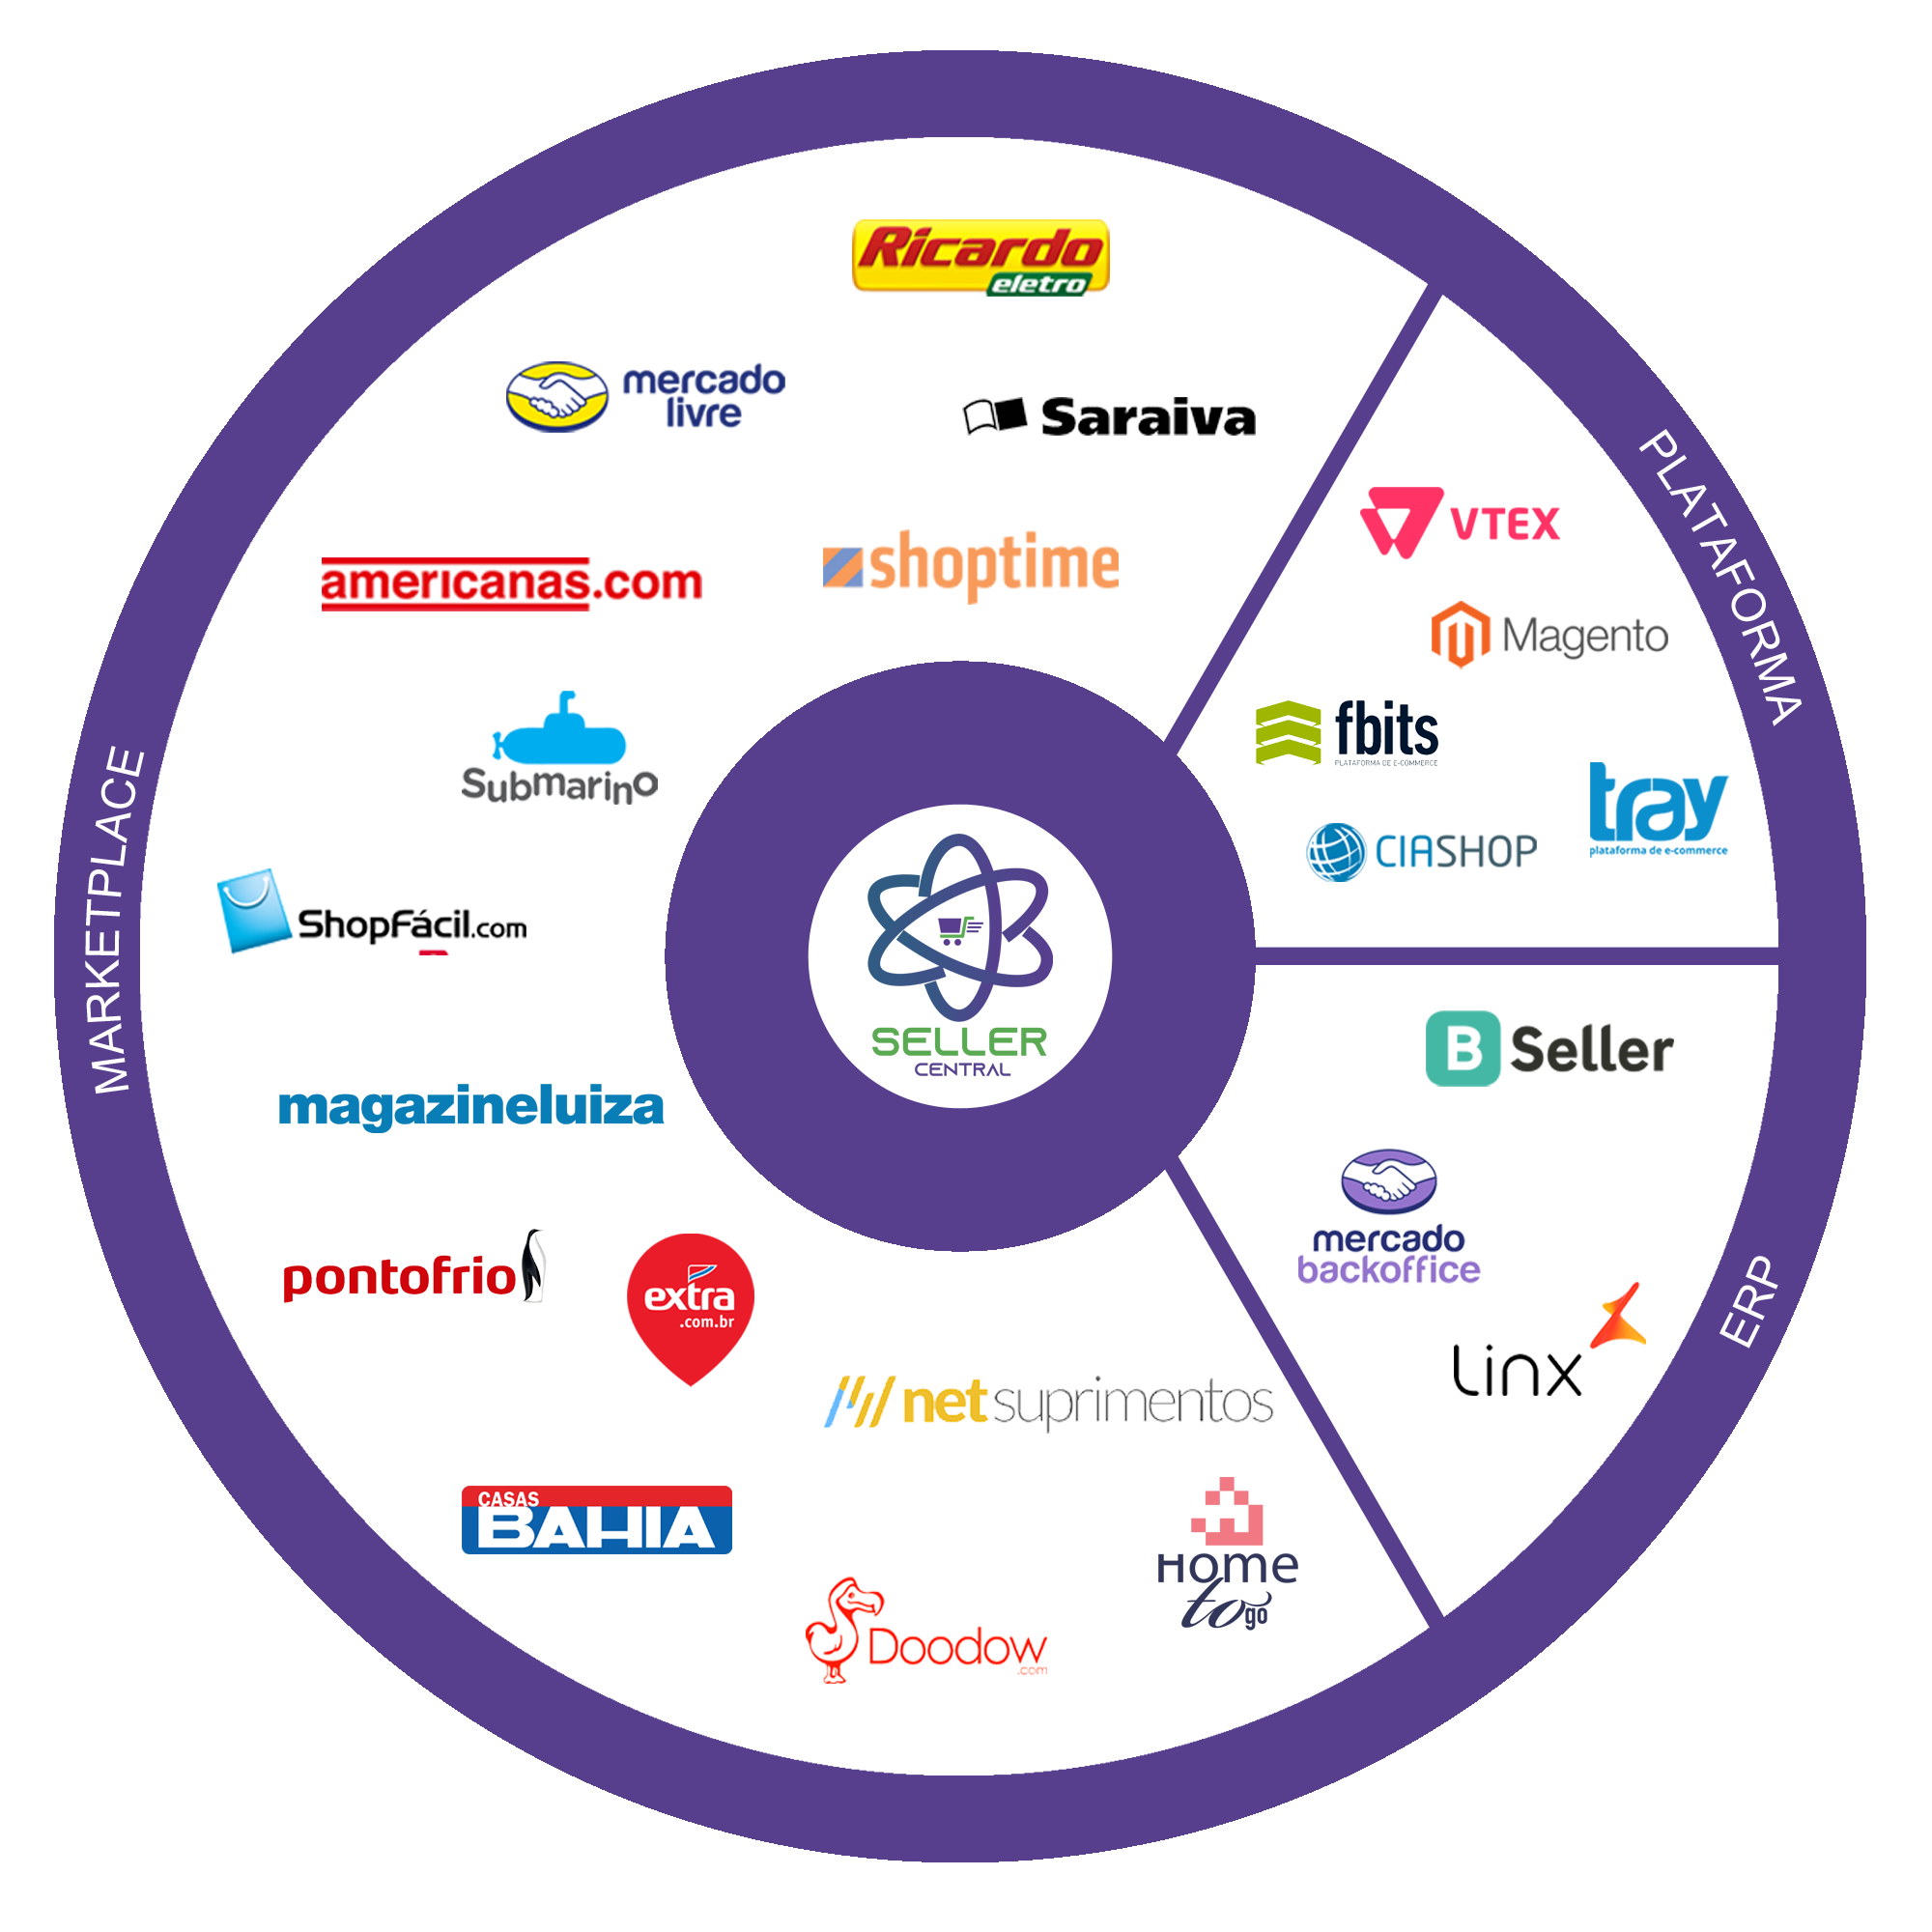 Ricardo
eletro
mercado
livre
Saraiva
americanas.com
shoptime
Submarino
ShopFácil.com
magazineluiza
pontofrio
extra
.com.br
net suprimentos
CASAS
BAHIA
HOME
to go
Doodow
.com
MARKETPLACE
SELLER
CENTRAL
PLATAFORMA
VTEX
Magento
fbits
PLATAFORMA DE E-COMMERCE
tray
plataforma de e-commerce
CIASHOP
ERP
B Seller
mercado
backoffice
Linx